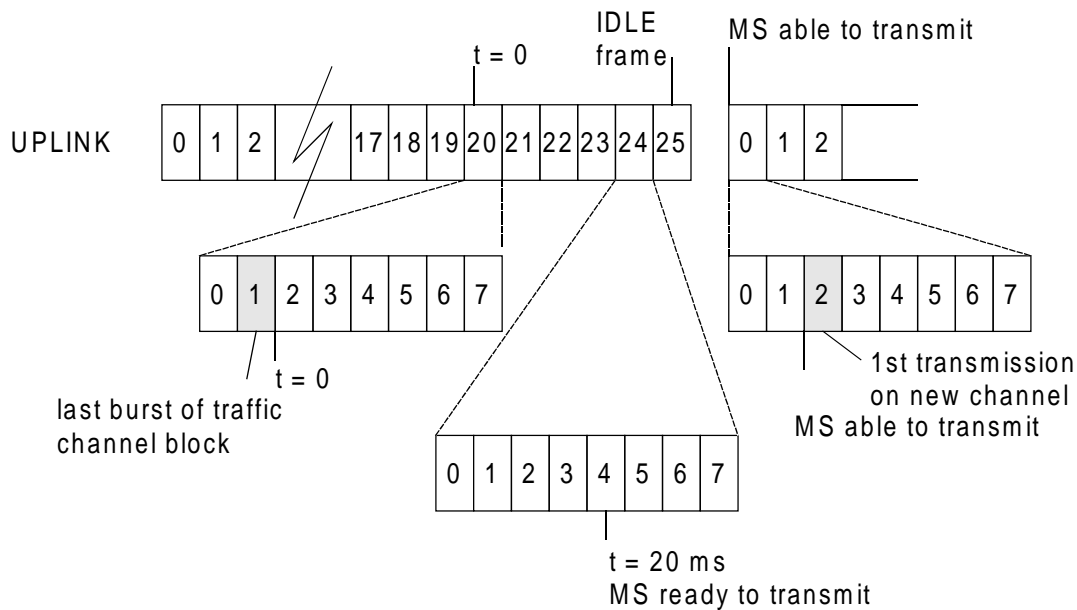 IDLE
frame
MS able to transmit
t = 0
UPLINK
0 1 2 17 18 19 20 21 22 23 24 25
0 1 2
0 1 2 3 4 5 6 7
0 1 2 3 4 5 6 7
t = 0
last burst of traffic
channel block
1st transmission
on new channel
MS able to transmit
0 1 2 3 4 5 6 7
t = 20 ms
MS ready to transmit